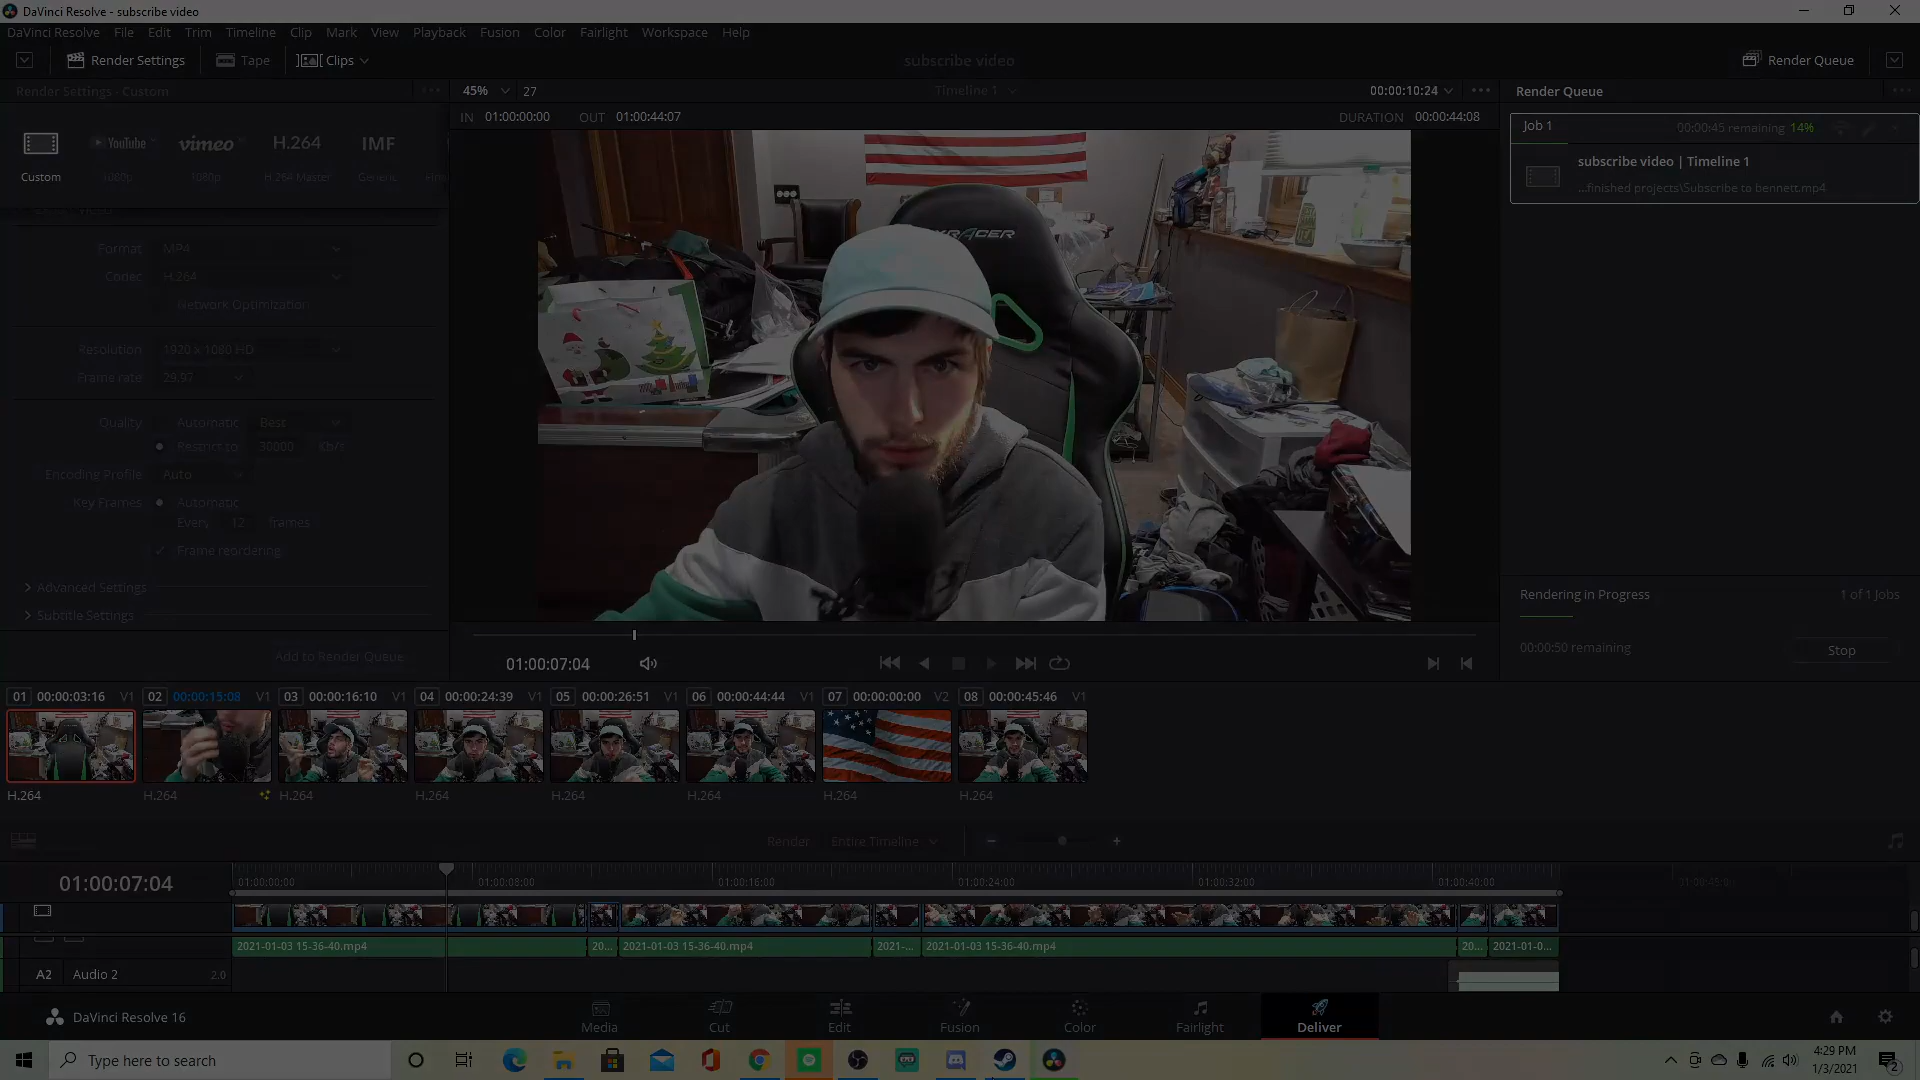 DaVinci Resolve - subscribe video
DaVinci Resolve File Edit Trim Timeline Clip Mark View Playback Fusion Color Fairlight Workspace Help
Render Settings Tape Clips subscribe video Render Queue
Render Settings - Custom 45% 27 Timeline 1 00:00:10:24 Render Queue
IN 01:00:00:00 OUT 01:00:44:07 DURATION 00:00:44:08
Job 1 00:00:45 remaining 14%
YouTube vimeo H.264 IMF
Custom 1080p 1080p H.264 Master Generic
subscribe video | Timeline 1
...finished projects\Subscribe to bennett.mp4
Format MP4
Codec H.264
Network Optimization
Resolution 1920 x 1080 HD
Frame rate 29.97
Quality Automatic Best
Restrict to 30000 Kb/s
Encoding Profile Auto
Key Frames Automatic
Every 12 frames
Frame reordering
Advanced Settings
Subtitle Settings
Add to Render Queue
Rendering in Progress 1 of 1 Jobs
00:00:50 remaining Stop
01:00:07:04
01 00:00:03:16 V1 02 00:00:15:08 V1 03 00:00:16:10 V1 04 00:00:24:39 V1 05 00:00:26:51 V1 06 00:00:44:44 V1 07 00:00:00:00 V2 08 00:00:45:46 V1
H.264 H.264 H.264 H.264 H.264 H.264 H.264 H.264
Render Entire Timeline
01:00:07:04 01:00:00:00 01:00:08:00 01:00:16:00 01:00:24:00 01:00:32:00 01:00:40:00
2021-01-03 15-36-40.mp4 20... 2021-01-03 15-36-40.mp4 2021-... 2021-01-03 15-36-40.mp4 20... 2021-01-0...
A2 Audio 2 2.0
DaVinci Resolve 16 Media Cut Edit Fusion Color Fairlight Deliver
Type here to search
4:29 PM
1/3/2021
2